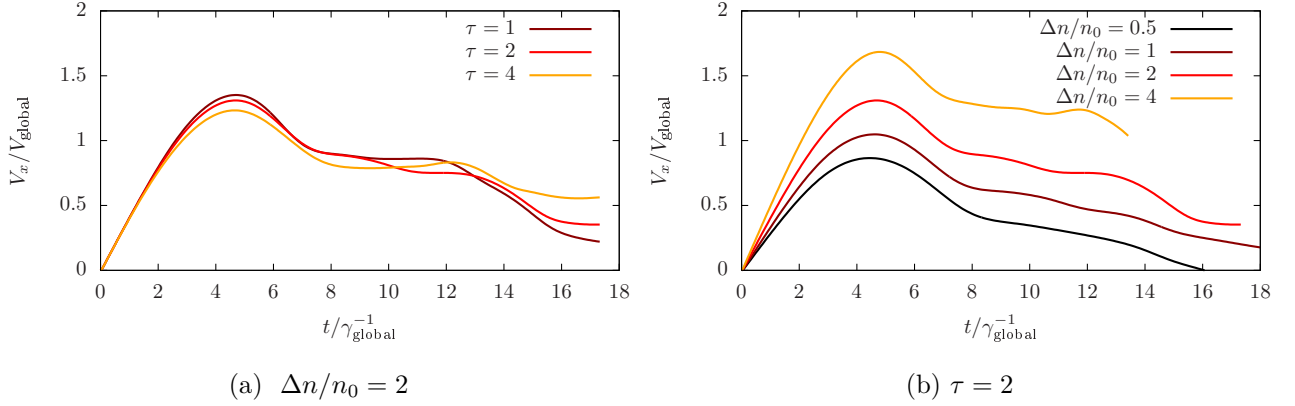 2
1.5
1
0.5
0
0 2 4 6 8 10 12 14 16 18
V_x/V_global
t/γ_global^{-1}
τ = 1
τ = 2
τ = 4
(a) Δn/n_0 = 2
2
1.5
1
0.5
0
0 2 4 6 8 10 12 14 16 18
V_x/V_global
t/γ_global^{-1}
Δn/n_0 = 0.5
Δn/n_0 = 1
Δn/n_0 = 2
Δn/n_0 = 4
(b) τ = 2